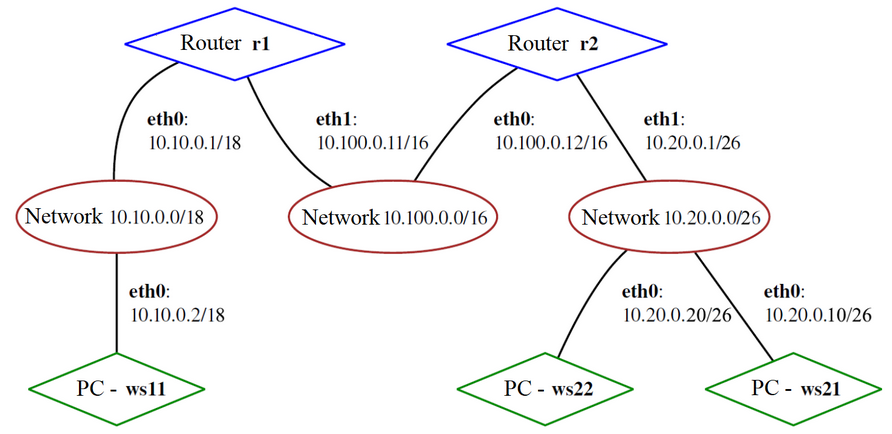 Router r1
Router r2
eth0:
10.10.0.1/18
eth1:
10.100.0.11/16
eth0:
10.100.0.12/16
eth1:
10.20.0.1/26
Network 10.10.0.0/18
Network 10.100.0.0/16
Network 10.20.0.0/26
eth0:
10.10.0.2/18
eth0:
10.20.0.20/26
eth0:
10.20.0.10/26
PC - ws11
PC - ws22
PC - ws21